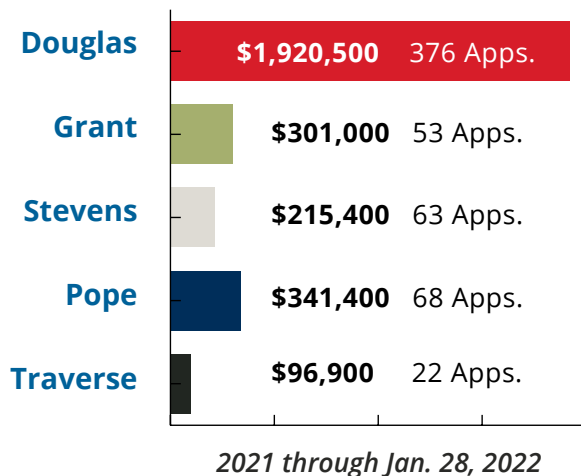 Douglas $1,920,500 376 Apps.
Grant $301,000 53 Apps.
Stevens $215,400 63 Apps.
Pope $341,400 68 Apps.
Traverse $96,900 22 Apps.
2021 through Jan. 28, 2022